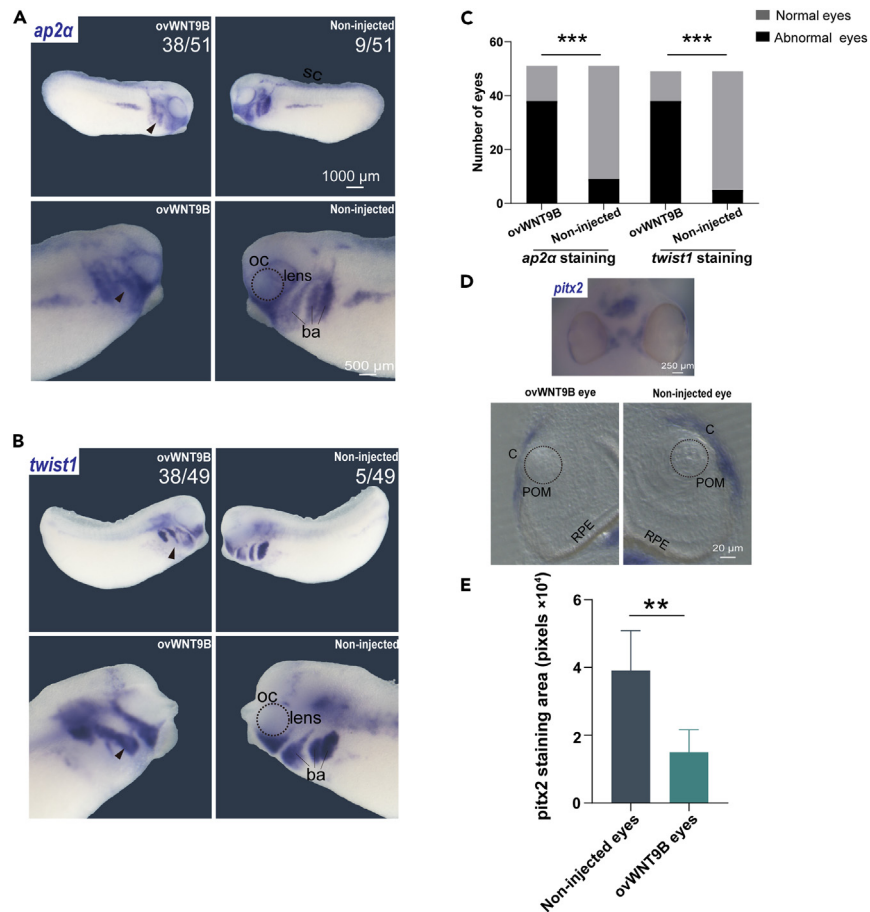 A
ap2α
ovWNT9B
38/51
Non-injected
9/51
sc
1000 µm
ovWNT9B
Non-injected
oc
lens
ba
500 µm
B
twist1
ovWNT9B
38/49
Non-injected
5/49
ovWNT9B
Non-injected
oc
lens
ba
C
Normal eyes
Abnormal eyes
***
***
Number of eyes
60
40
20
0
ovWNT9B
Non-injected
ovWNT9B
Non-injected
ap2α staining
twist1 staining
D
pitx2
250 µm
ovWNT9B eye
Non-injected eye
C
POM
RPE
C
POM
RPE
20 µm
E
pitx2 staining area (pixels ×10⁴)
6
4
2
0
**
Non-injected eyes
ovWNT9B eyes